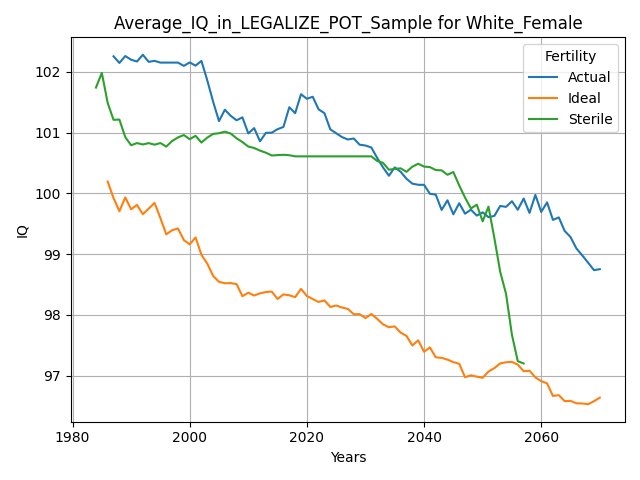 Average_IQ_in_LEGALIZE_POT_Sample for White_Female
Fertility
Actual
Ideal
Sterile
IQ
102
101
100
99
98
97
1980
2000
2020
2040
2060
Years